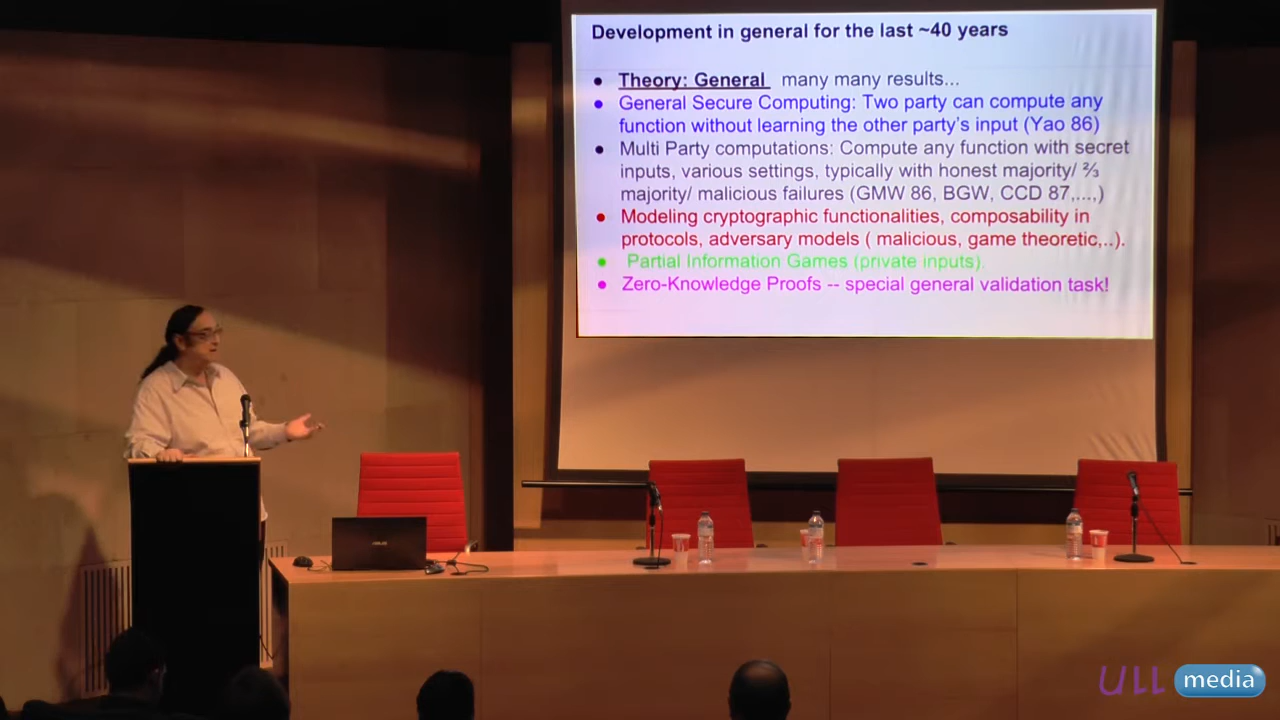 Development in general for the last ~40 years
• Theory: General many many results...
• General Secure Computing: Two party can compute any
function without learning the other party's input (Yao 86)
• Multi Party computations: Compute any function with secret
inputs, various settings, typically with honest majority/ ⅔
majority/ malicious failures (GMW 86, BGW, CCD 87,...,)
• Modeling cryptographic functionalities, composability in
protocols, adversary models ( malicious, game theoretic,..).
• Partial Information Games (private inputs).
• Zero-Knowledge Proofs -- special general validation task!
ASUS
ULL media